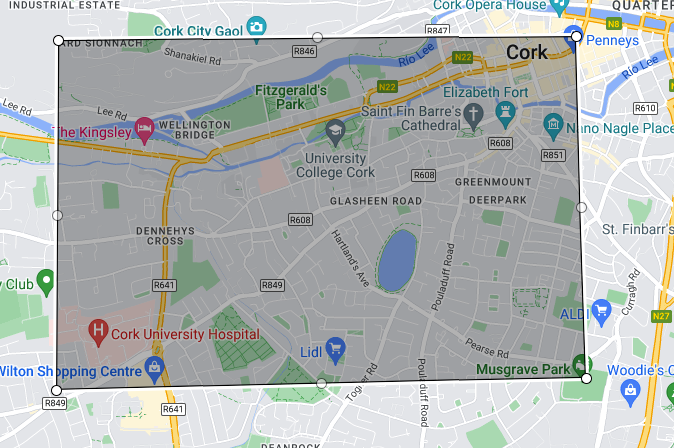 INDUSTRIAL ESTATE
Cork Opera House
QUARTER
Cork City Gaol
R847
N8
Penneys
ARD SIONNACH
Shanakiel Rd
R846
Rio Lee
N22
Cork
Rio Lee
Lee Rd
Lee Rd
Fitzgerald's
Park
N22
Elizabeth Fort
R610
The Kingsley
WELLINGTON
BRIDGE
Saint Fin Barre's
Cathedral
Nano Nagle Place
University
College Cork
R608
R851
R608
GREENMOUNT
GLASHEEN ROAD
DEERPARK
R608
DENNEHYS
CROSS
Hartland's Ave
Pouladuff Road
St. Finbarr's
y Club
R641
R849
Curragh Rd
ALDI
N27
Cork University Hospital
Lidl
Pearse Rd
Wilton Shopping Centre
Togher Rd
Pouladuff Road
Musgrave Park
Woodie's
R849
R641